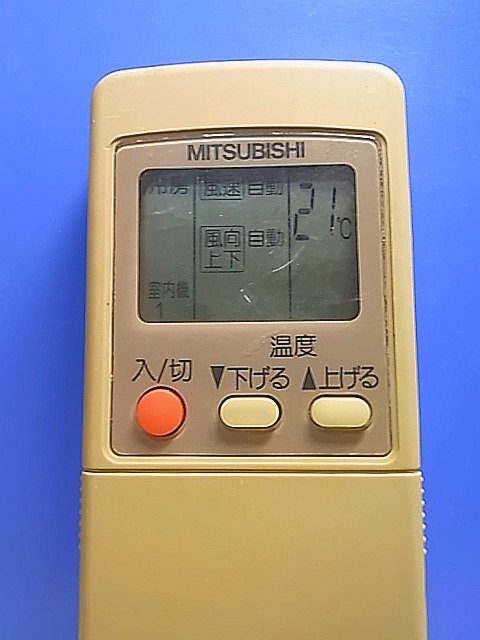 MITSUBISHI
冷房 風速 自動 21℃
風向 自動
上下
室内機
1
温度
入/切 ▼下げる ▲上げる